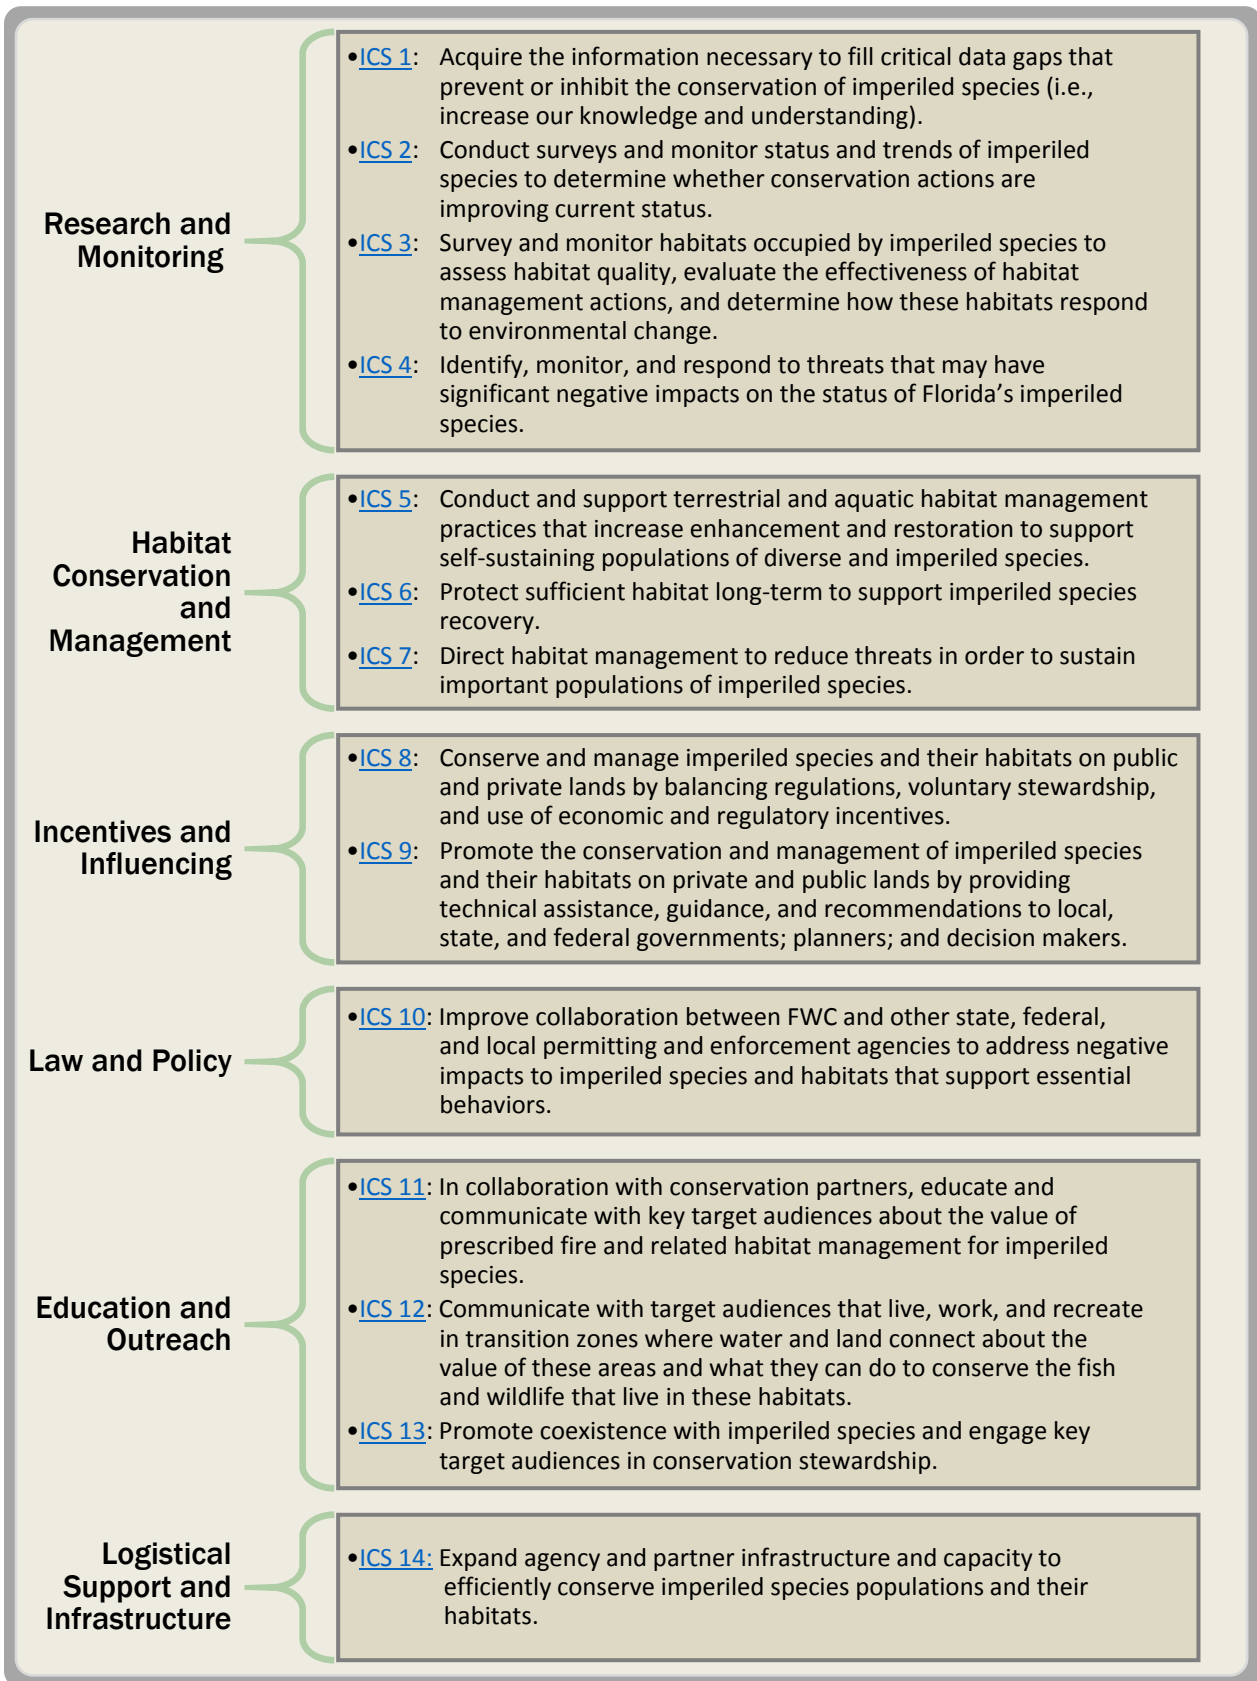 Research and
Monitoring
•ICS 1: Acquire the information necessary to fill critical data gaps that
prevent or inhibit the conservation of imperiled species (i.e.,
increase our knowledge and understanding).
•ICS 2: Conduct surveys and monitor status and trends of imperiled
species to determine whether conservation actions are
improving current status.
•ICS 3: Survey and monitor habitats occupied by imperiled species to
assess habitat quality, evaluate the effectiveness of habitat
management actions, and determine how these habitats respond
to environmental change.
•ICS 4: Identify, monitor, and respond to threats that may have
significant negative impacts on the status of Florida’s imperiled
species.
Habitat
Conservation
and
Management
•ICS 5: Conduct and support terrestrial and aquatic habitat management
practices that increase enhancement and restoration to support
self-sustaining populations of diverse and imperiled species.
•ICS 6: Protect sufficient habitat long-term to support imperiled species
recovery.
•ICS 7: Direct habitat management to reduce threats in order to sustain
important populations of imperiled species.
Incentives and
Influencing
•ICS 8: Conserve and manage imperiled species and their habitats on public
and private lands by balancing regulations, voluntary stewardship,
and use of economic and regulatory incentives.
•ICS 9: Promote the conservation and management of imperiled species
and their habitats on private and public lands by providing
technical assistance, guidance, and recommendations to local,
state, and federal governments; planners; and decision makers.
Law and Policy
•ICS 10: Improve collaboration between FWC and other state, federal,
and local permitting and enforcement agencies to address negative
impacts to imperiled species and habitats that support essential
behaviors.
Education and
Outreach
•ICS 11: In collaboration with conservation partners, educate and
communicate with key target audiences about the value of
prescribed fire and related habitat management for imperiled
species.
•ICS 12: Communicate with target audiences that live, work, and recreate
in transition zones where water and land connect about the
value of these areas and what they can do to conserve the fish
and wildlife that live in these habitats.
•ICS 13: Promote coexistence with imperiled species and engage key
target audiences in conservation stewardship.
Logistical
Support and
Infrastructure
•ICS 14: Expand agency and partner infrastructure and capacity to
efficiently conserve imperiled species populations and their
habitats.